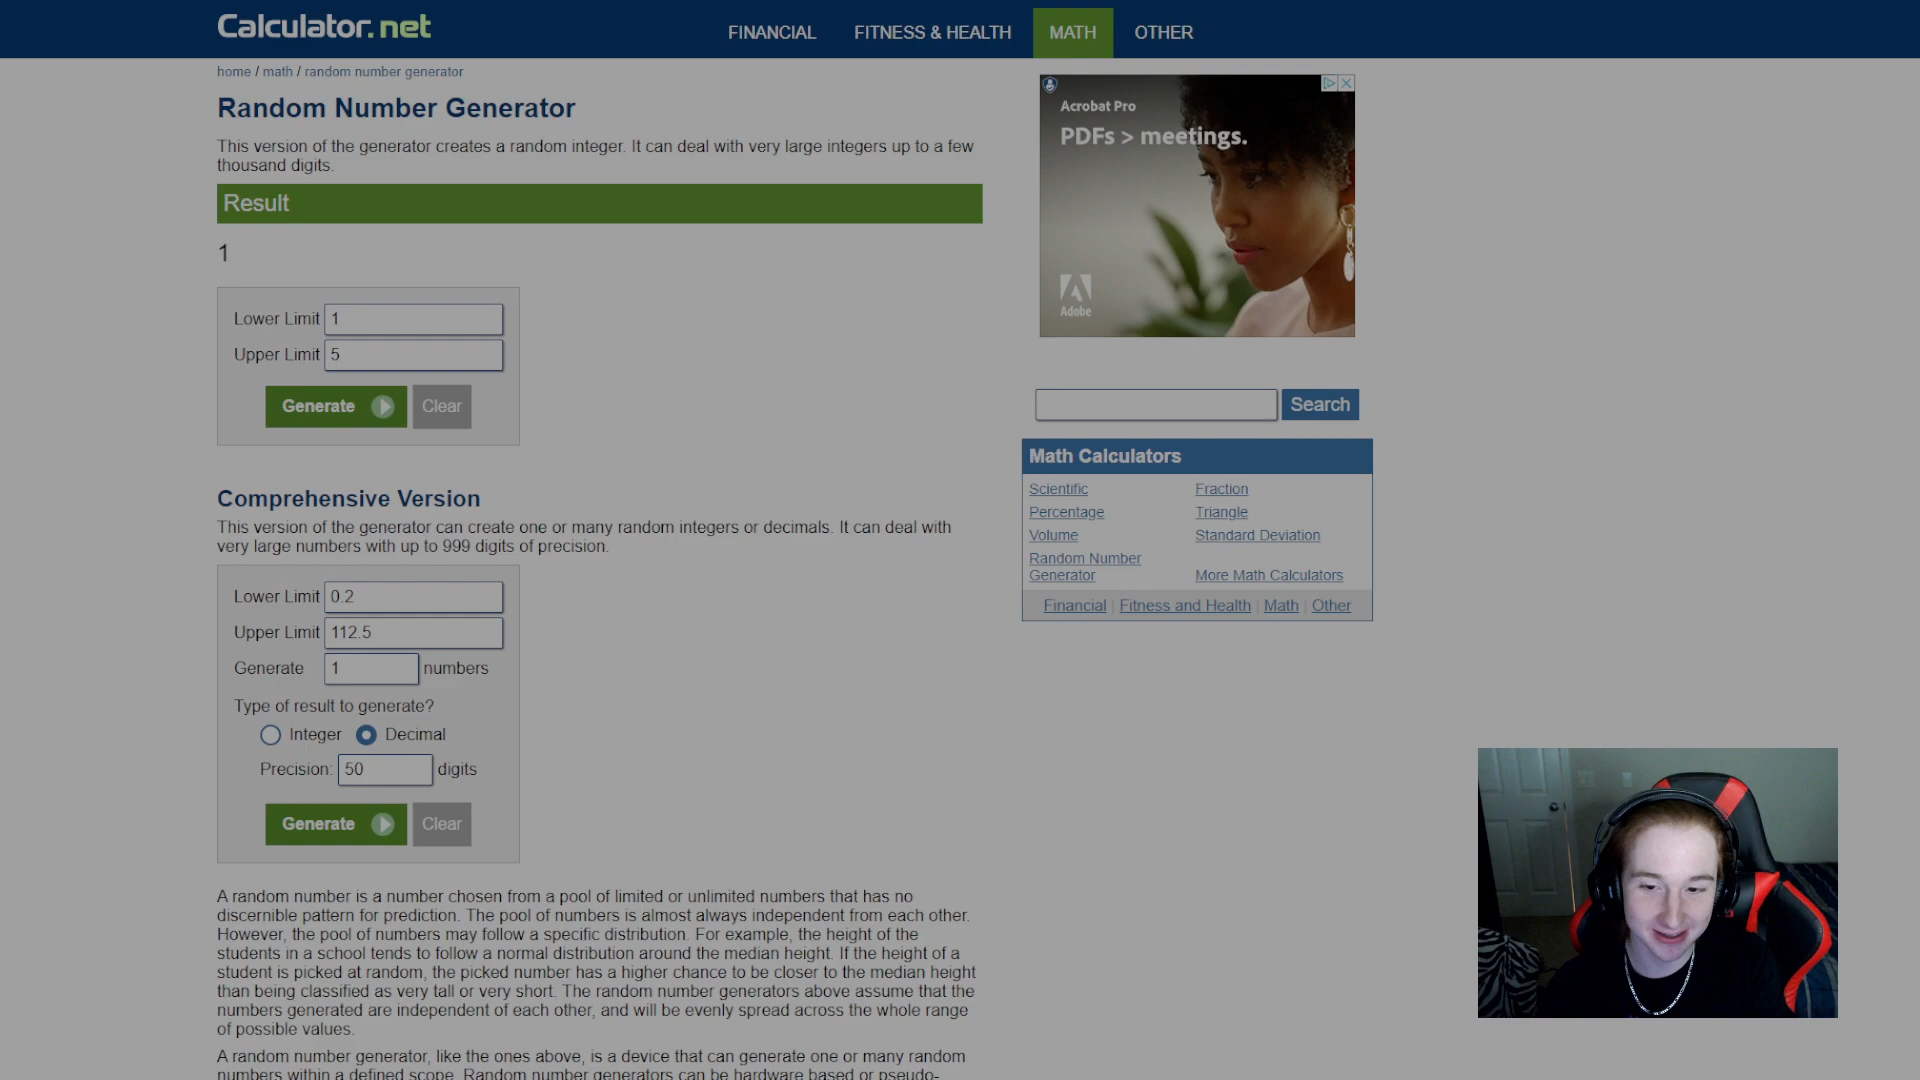 Calculator.net
FINANCIAL FITNESS & HEALTH MATH OTHER
home / math / random number generator
Random Number Generator
This version of the generator creates a random integer. It can deal with very large integers up to a few
thousand digits.
Result
1
Lower Limit 1
Upper Limit 5
Generate Clear
Comprehensive Version
This version of the generator can create one or many random integers or decimals. It can deal with
very large numbers with up to 999 digits of precision.
Lower Limit 0.2
Upper Limit 112.5
Generate 1 numbers
Type of result to generate?
Integer Decimal
Precision: 50 digits
Generate Clear
A random number is a number chosen from a pool of limited or unlimited numbers that has no
discernible pattern for prediction. The pool of numbers is almost always independent from each other.
However, the pool of numbers may follow a specific distribution. For example, the height of the
students in a school tends to follow a normal distribution around the median height. If the height of a
student is picked at random, the picked number has a higher chance to be closer to the median height
than being classified as very tall or very short. The random number generators above assume that the
numbers generated are independent of each other, and will be evenly spread across the whole range
of possible values.
A random number generator, like the ones above, is a device that can generate one or many random
numbers within a defined scope. Random number generators can be hardware based or pseudo-
Acrobat Pro
PDFs > meetings.
Adobe
Search
Math Calculators
Scientific Fraction
Percentage Triangle
Volume Standard Deviation
Random Number
Generator More Math Calculators
Financial | Fitness and Health | Math | Other